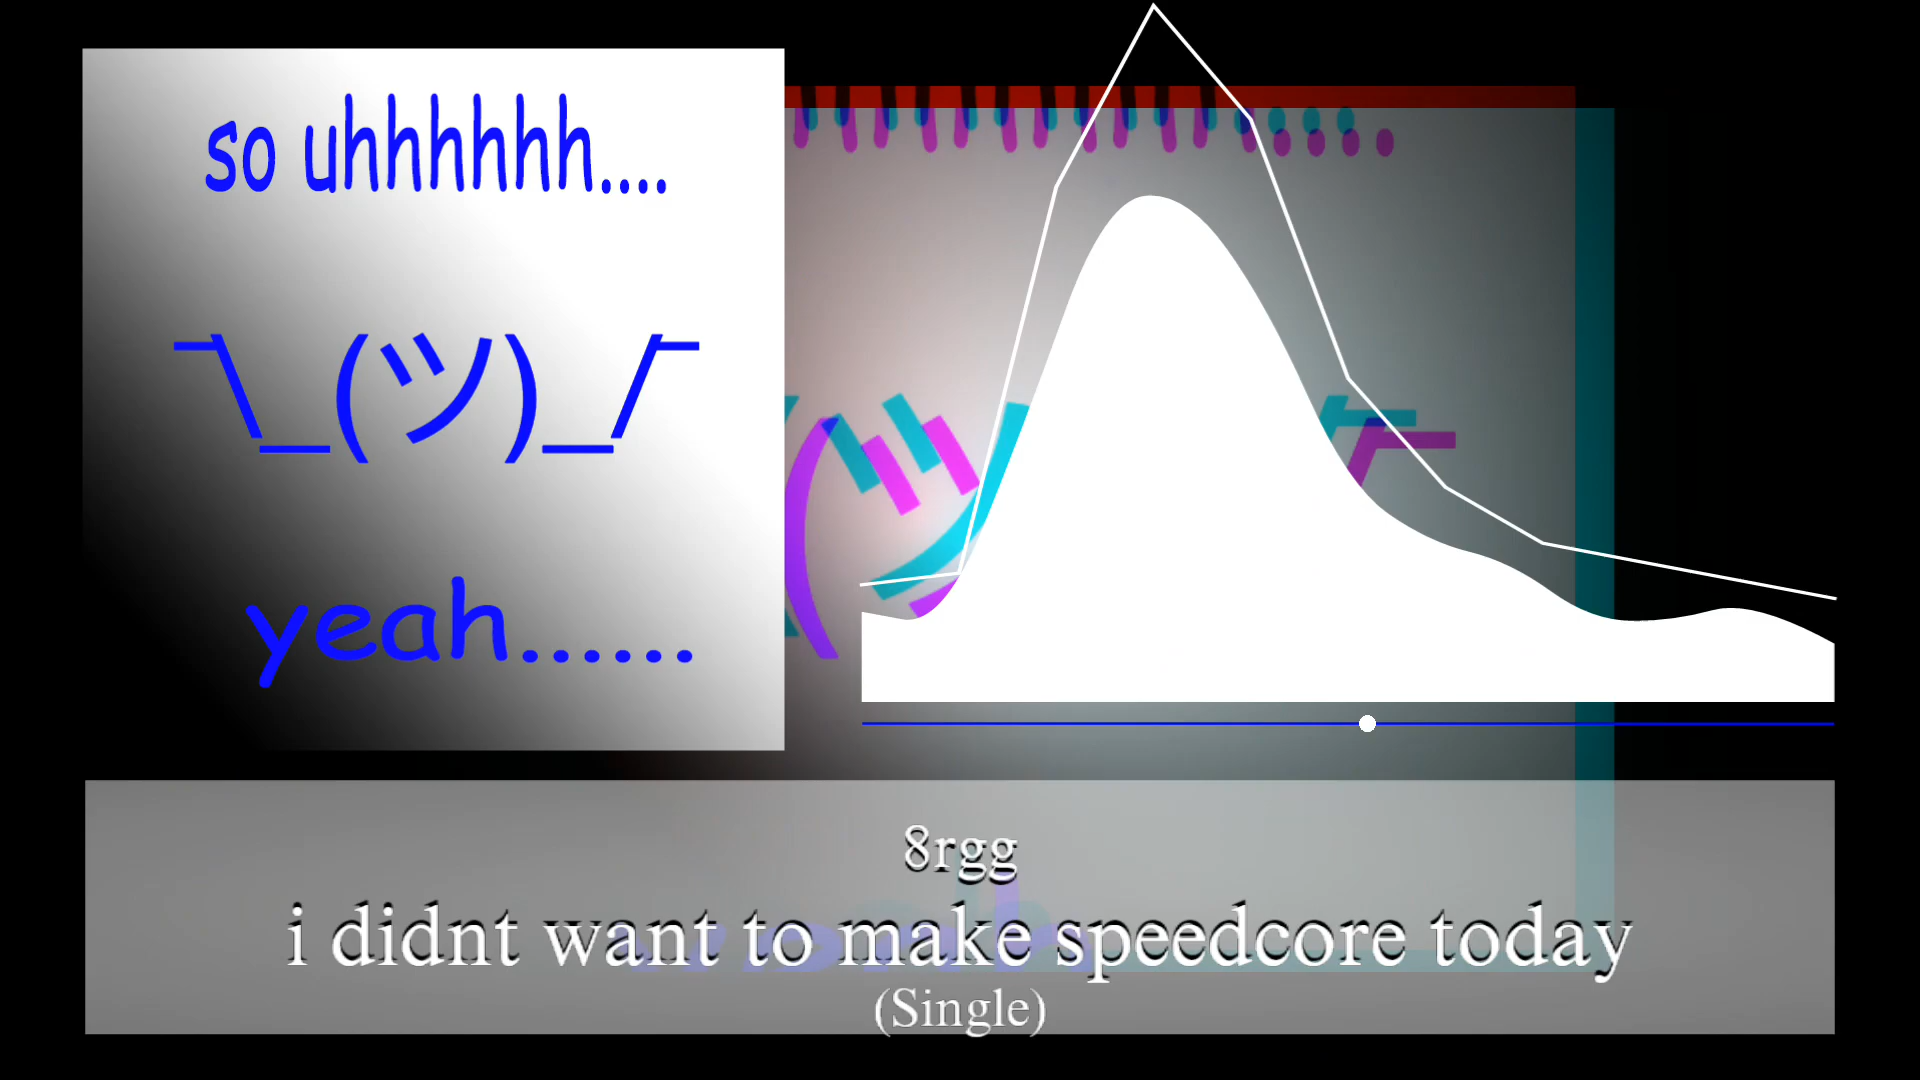 so uhhhhhh....
¯\_(ツ)_/¯
yeah......
8rgg
i didnt want to make speedcore today
(Single)